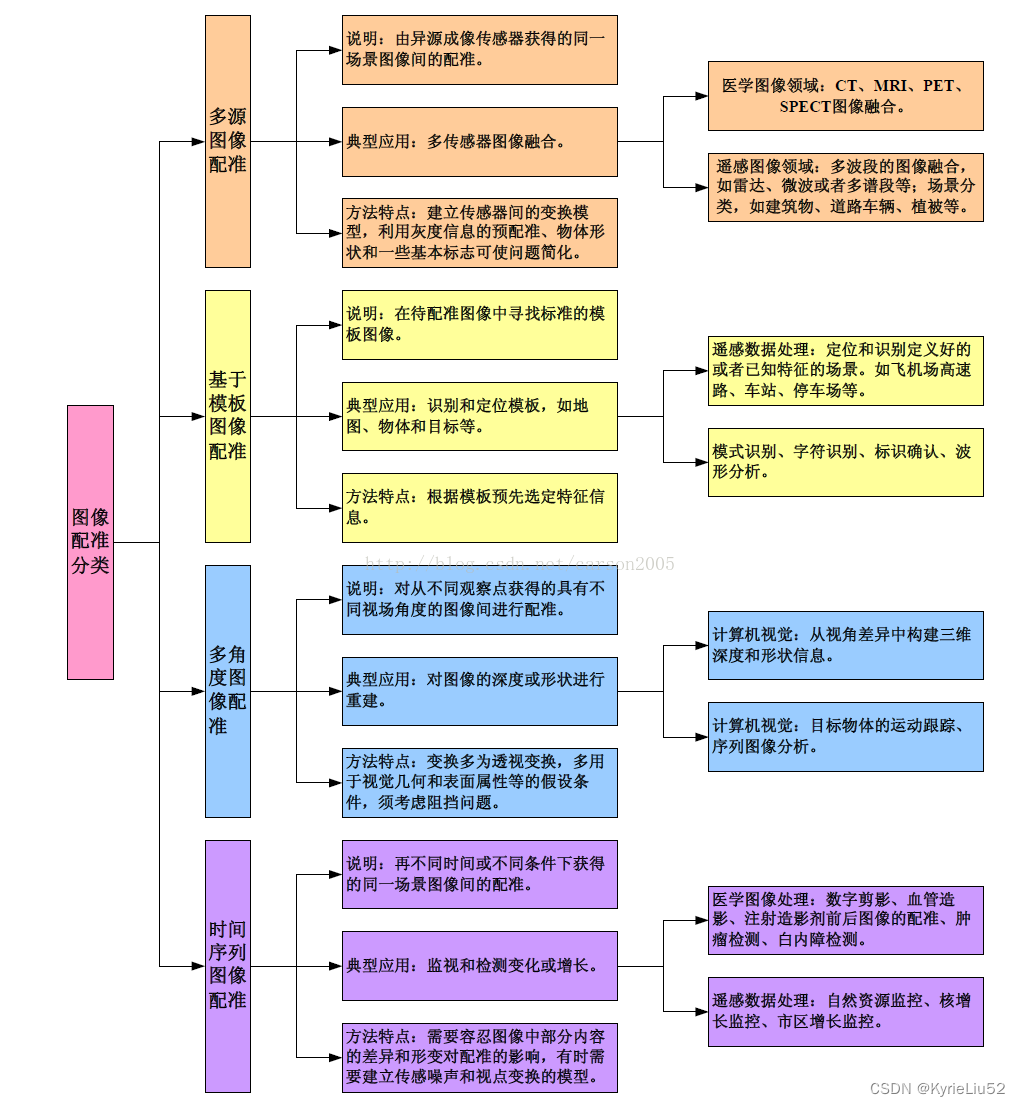 图像
配准
分类
多源
图像
配准
说明：由异源成像传感器获得的同一
场景图像间的配准。
典型应用：多传感器图像融合。
医学图像领域：CT、MRI、PET、
SPECT图像融合。
遥感图像领域：多波段的图像融合，
如雷达、微波或者多谱段等；场景分
类，如建筑物、道路车辆、植被等。
方法特点：建立传感器间的变换模
型，利用灰度信息的预配准、物体形
状和一些基本标志可使问题简化。
基于
模板
图像
配准
说明：在待配准图像中寻找标准的模
板图像。
典型应用：识别和定位模板，如地
图、物体和目标等。
遥感数据处理：定位和识别定义好的
或者已知特征的场景。如飞机场高速
路、车站、停车场等。
模式识别、字符识别、标识确认、波
形分析。
方法特点：根据模板预先选定特征信
息。
http://blog.csdn.net/carson2005
多角
度图
像配
准
说明：对从不同观察点获得的具有不
同视场角度的图像间进行配准。
典型应用：对图像的深度或形状进行
重建。
计算机视觉：从视角差异中构建三维
深度和形状信息。
计算机视觉：目标物体的运动跟踪、
序列图像分析。
方法特点：变换多为透视变换，多用
于视觉几何和表面属性等的假设条
件，须考虑阻挡问题。
时间
序列
图像
配准
说明：再不同时间或不同条件下获得
的同一场景图像间的配准。
典型应用：监视和检测变化或增长。
医学图像处理：数字剪影、血管造
影、注射造影剂前后图像的配准、肿
瘤检测、白内障检测。
遥感数据处理：自然资源监控、核增
长监控、市区增长监控。
方法特点：需要容忍图像中部分内容
的差异和形变对配准的影响，有时需
要建立传感噪声和视点变换的模型。
CSDN @KyrieLiu52